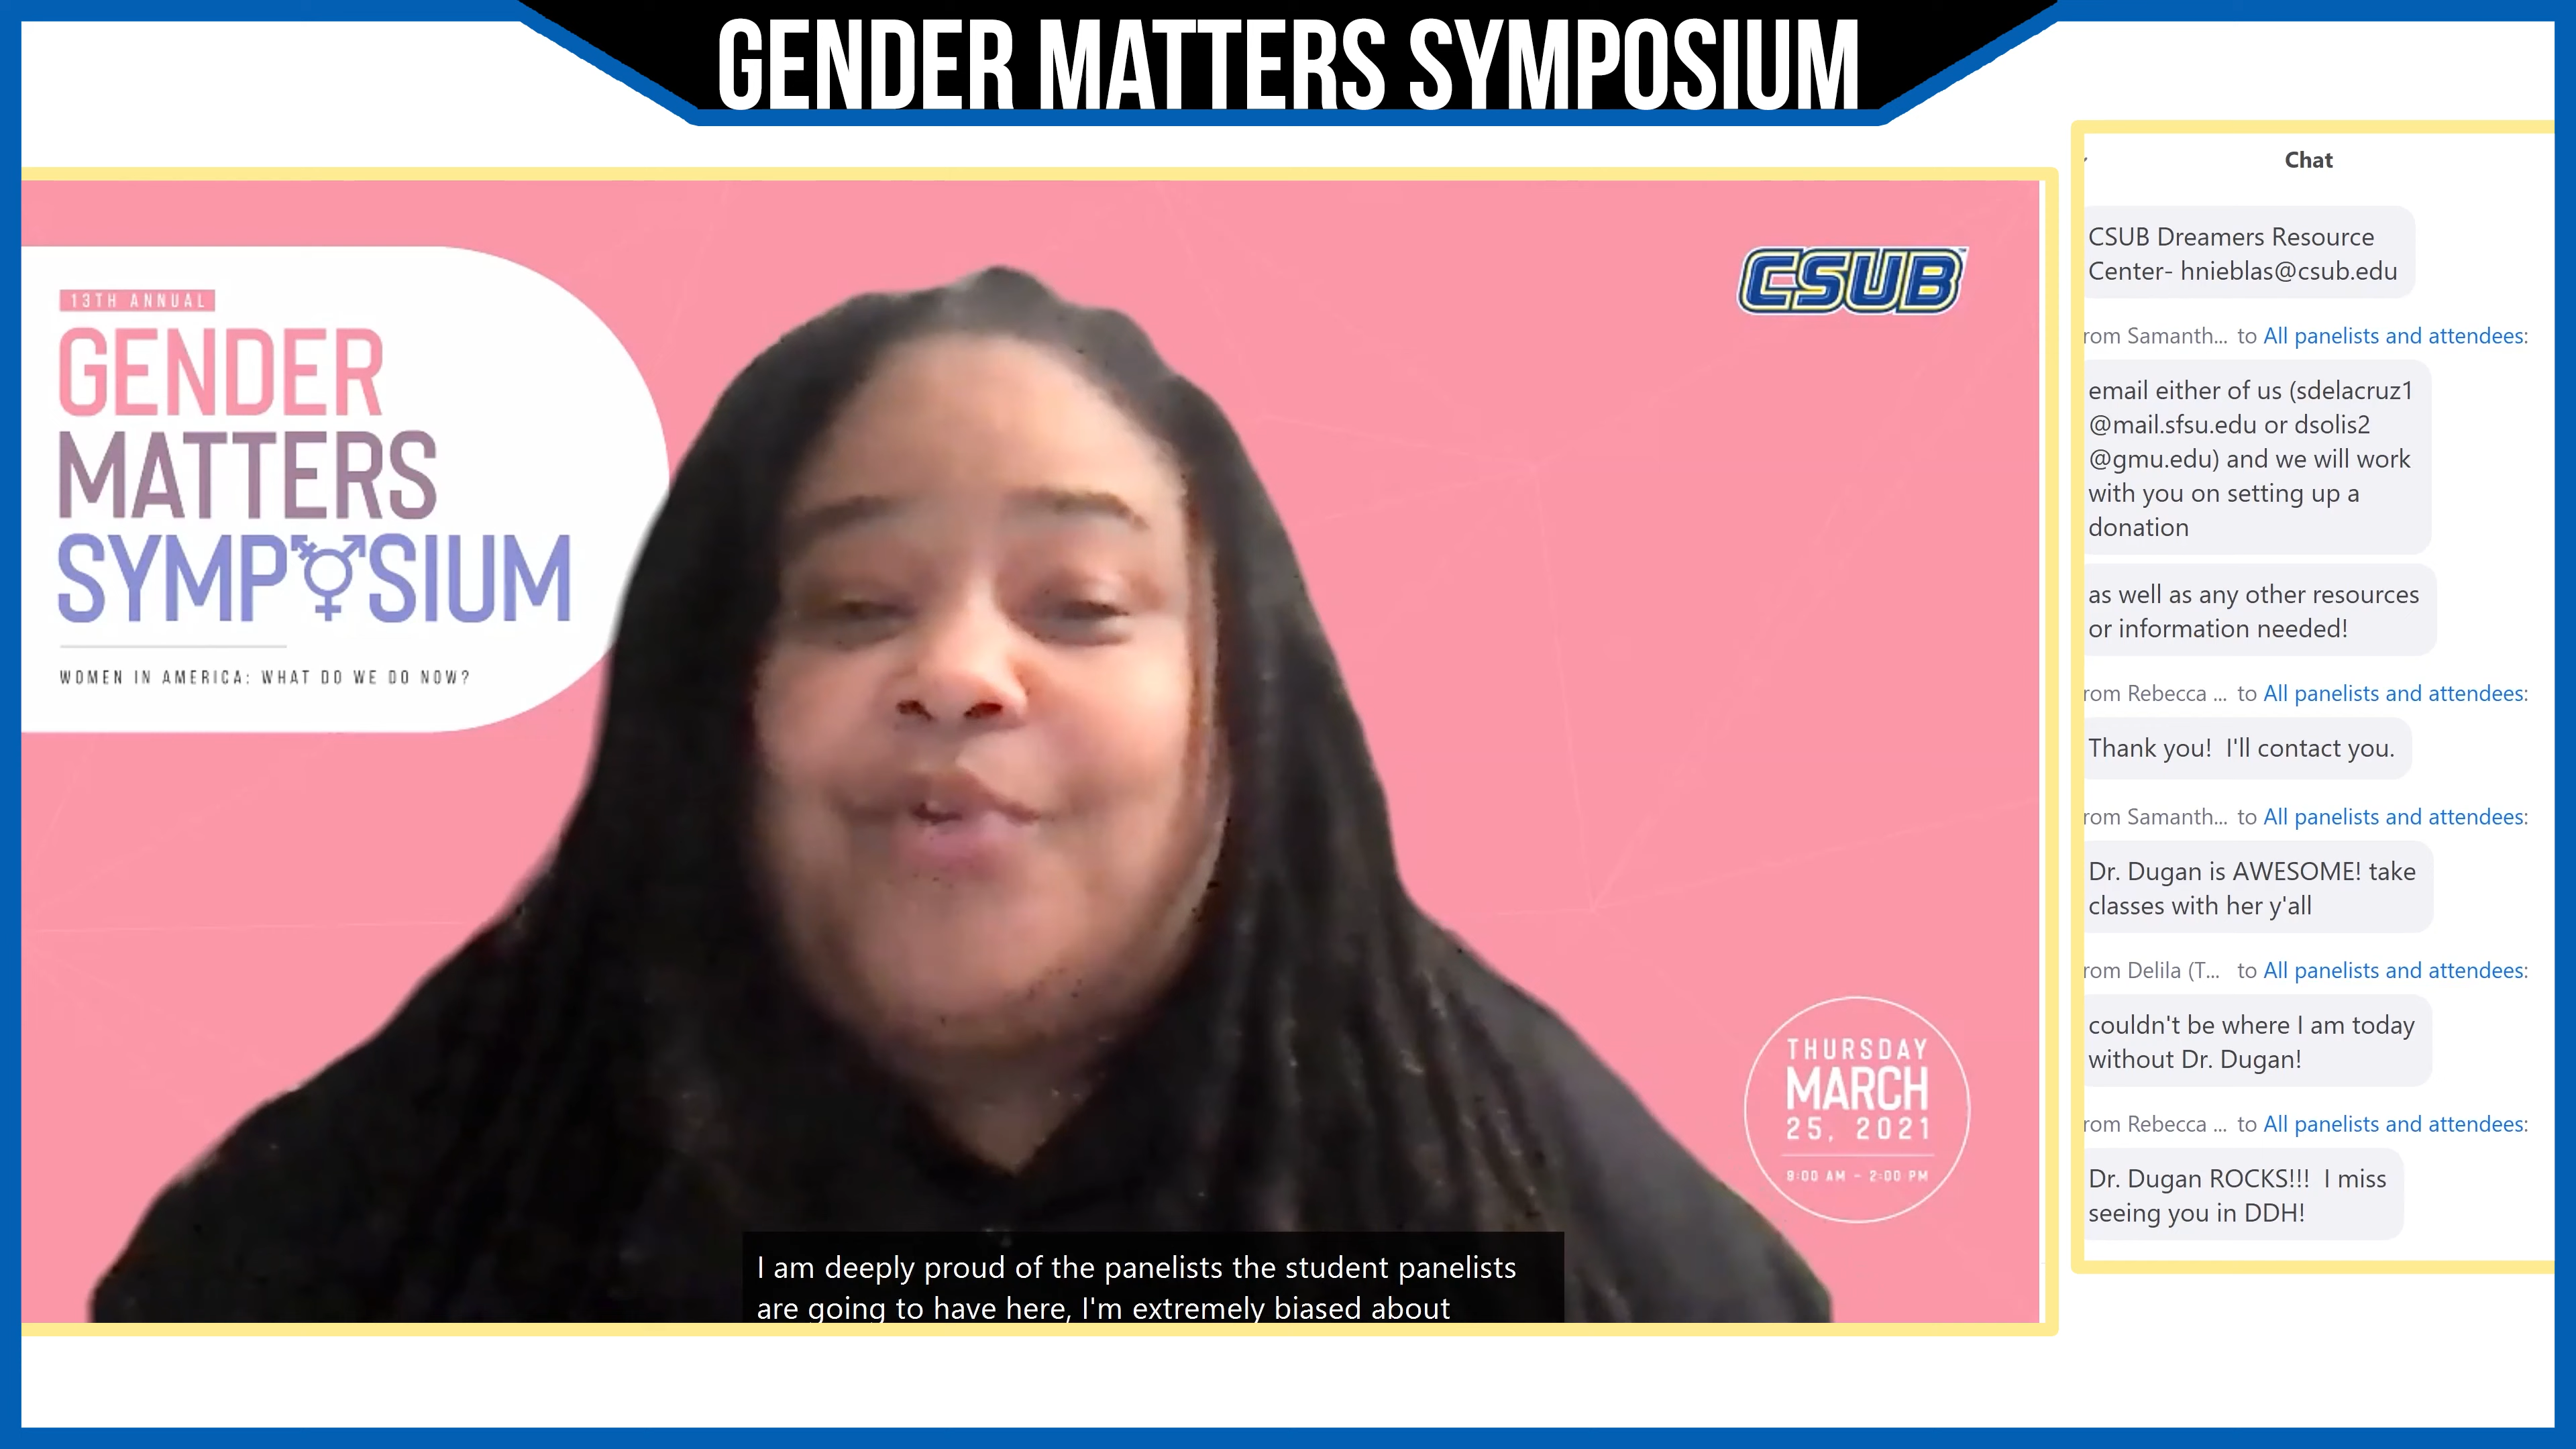 GENDER MATTERS SYMPOSIUM
13TH ANNUAL
GENDER
MATTERS
SYMPOSIUM
WOMEN IN AMERICA: WHAT DO WE DO NOW?
CSUB
THURSDAY
MARCH
25, 2021
9:00 AM - 2:00 PM
I am deeply proud of the panelists the student panelists
are going to have here, I'm extremely biased about
Chat
CSUB Dreamers Resource
Center- hnieblas@csub.edu
rom Samanth... to All panelists and attendees:
email either of us (sdelacruz1
@mail.sfsu.edu or dsolis2
@gmu.edu) and we will work
with you on setting up a
donation
as well as any other resources
or information needed!
rom Rebecca ... to All panelists and attendees:
Thank you!  I'll contact you.
rom Samanth... to All panelists and attendees:
Dr. Dugan is AWESOME! take
classes with her y'all
rom Delila (T... to All panelists and attendees:
couldn't be where I am today
without Dr. Dugan!
rom Rebecca ... to All panelists and attendees:
Dr. Dugan ROCKS!!!  I miss
seeing you in DDH!